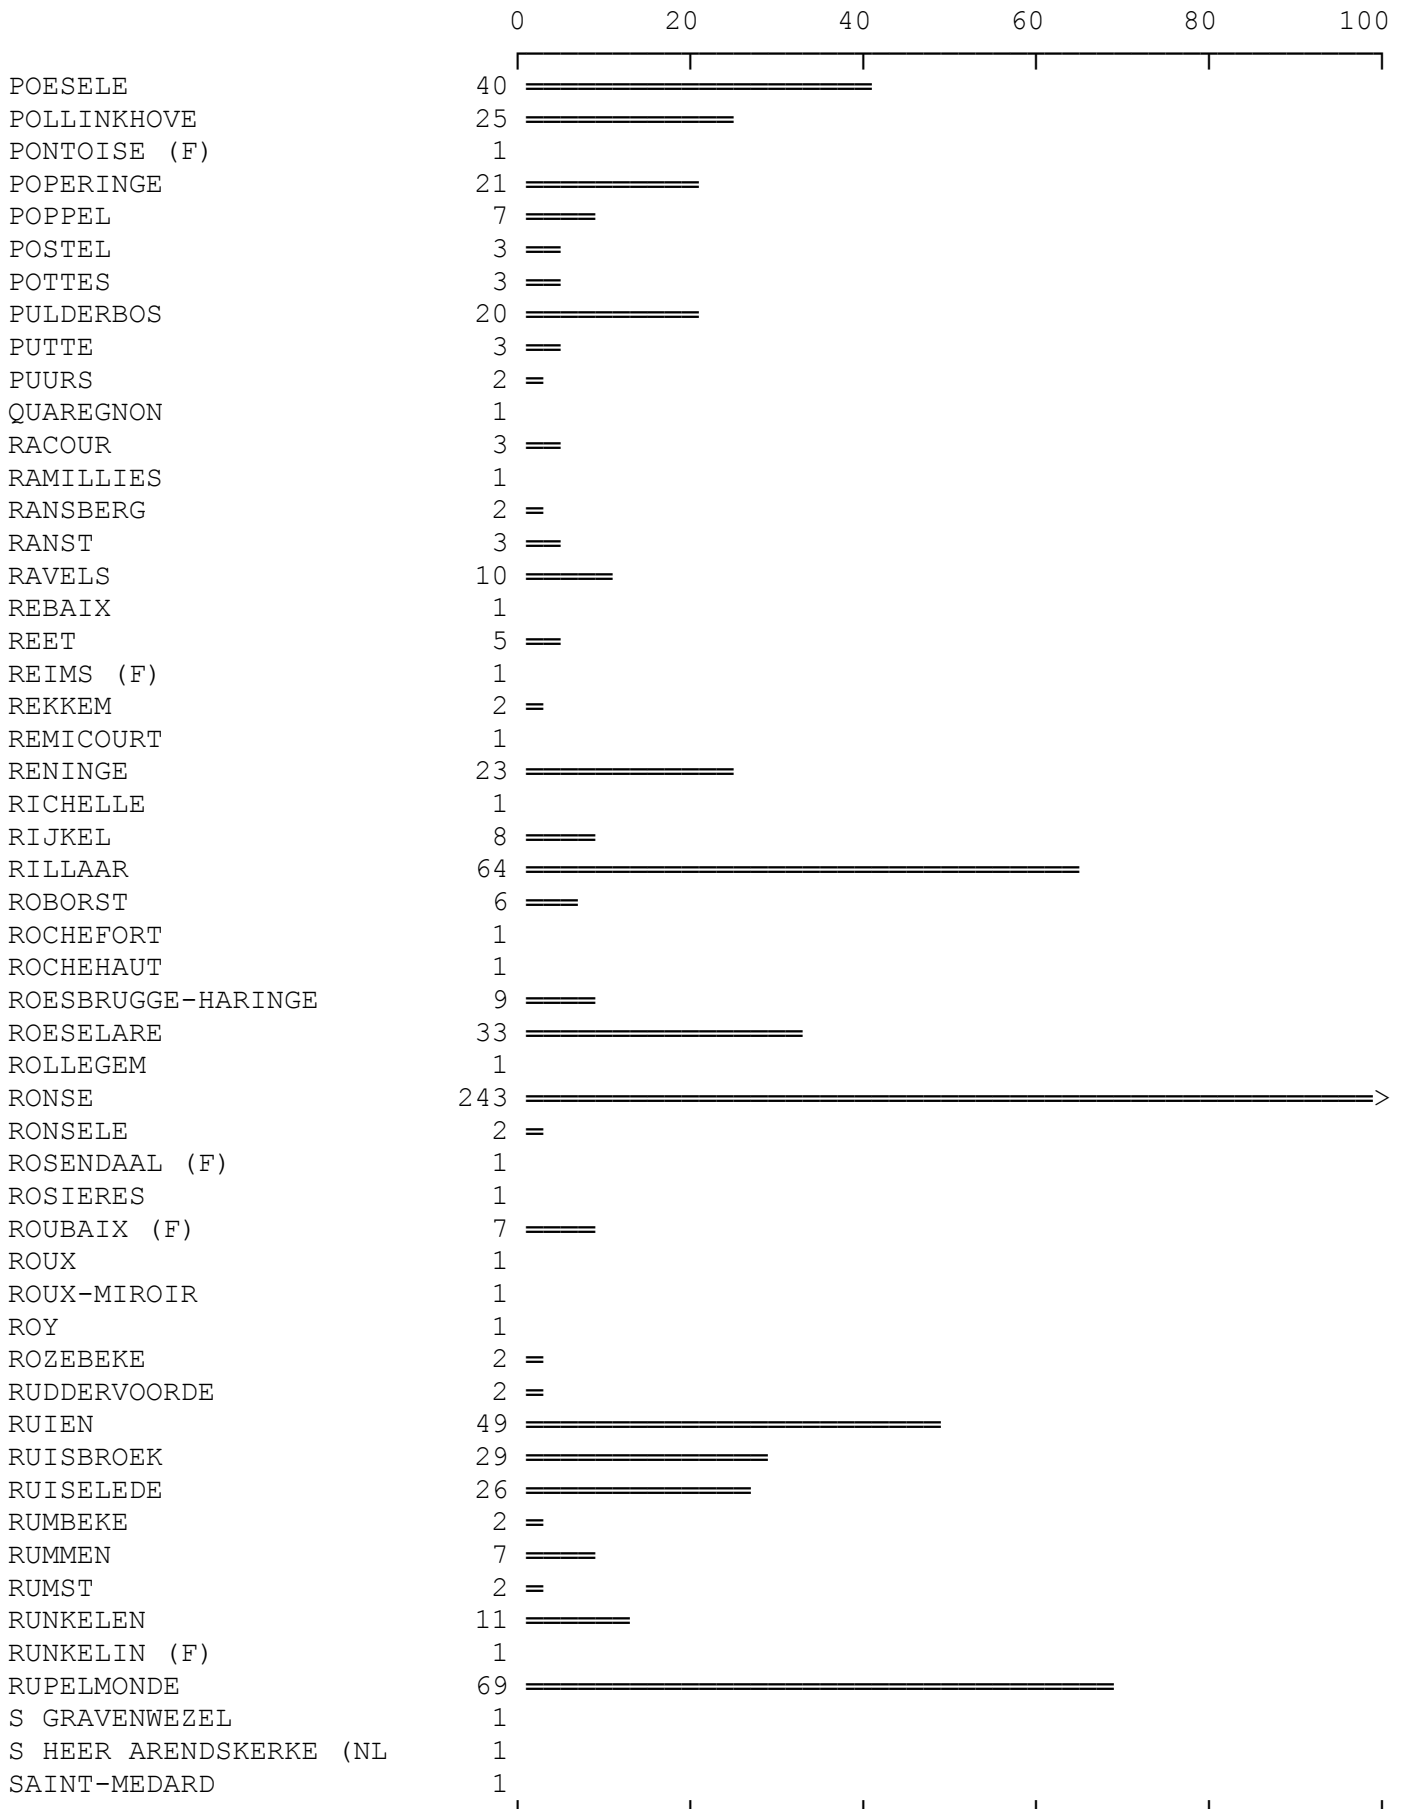 0 20 40 60 80 100
POESELE 40
POLLINKHOVE 25
PONTOISE (F) 1
POPERINGE 21
POPPEL 7
POSTEL 3
POTTES 3
PULDERBOS 20
PUTTE 3
PUURS 2
QUAREGNON 1
RACOUR 3
RAMILLIES 1
RANSBERG 2
RANST 3
RAVELS 10
REBAIX 1
REET 5
REIMS (F) 1
REKKEM 2
REMICOURT 1
RENINGE 23
RICHELLE 1
RIJKEL 8
RILLAAR 64
ROBORST 6
ROCHEFORT 1
ROCHEHAUT 1
ROESBRUGGE-HARINGE 9
ROESELARE 33
ROLLEGEM 1
RONSE 243 >
RONSELE 2
ROSENDAAL (F) 1
ROSIERES 1
ROUBAIX (F) 7
ROUX 1
ROUX-MIROIR 1
ROY 1
ROZEBEKE 2
RUDDERVOORDE 2
RUIEN 49
RUISBROEK 29
RUISELEDE 26
RUMBEKE 2
RUMMEN 7
RUMST 2
RUNKELEN 11
RUNKELIN (F) 1
RUPELMONDE 69
S GRAVENWEZEL 1
S HEER ARENDSKERKE (NL 1
SAINT-MEDARD 1